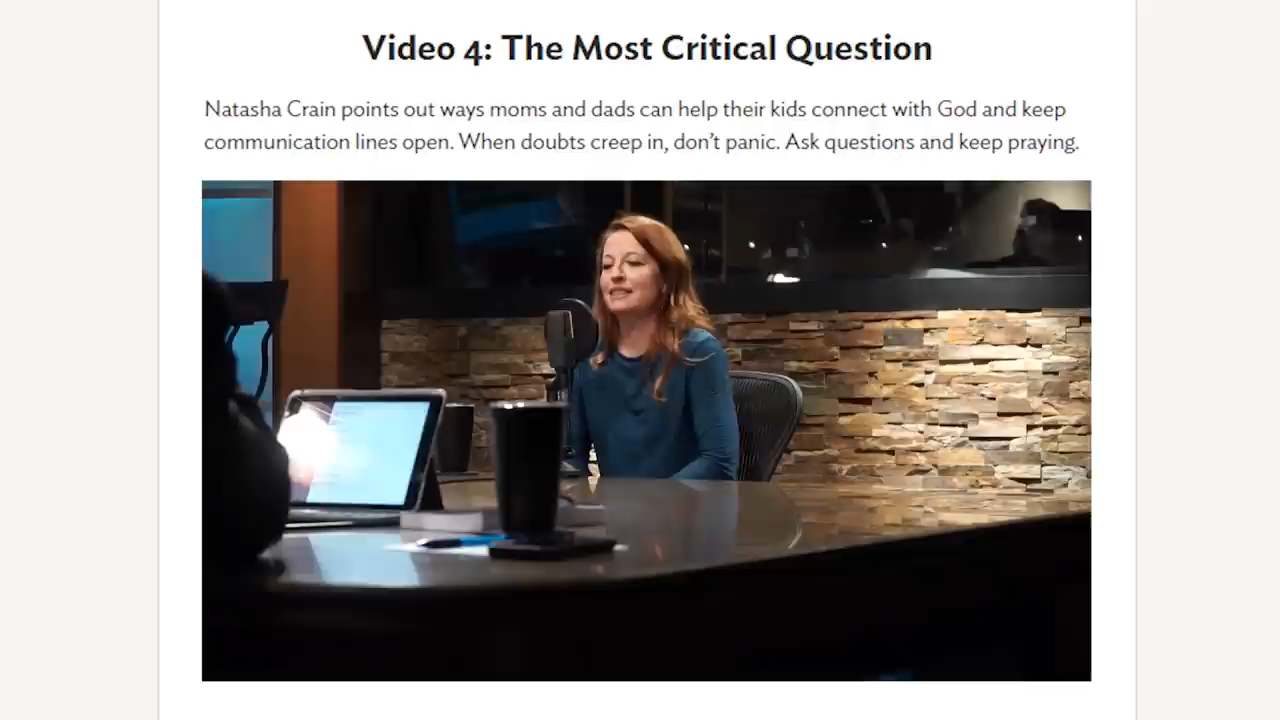 Video 4: The Most Critical Question
Natasha Crain points out ways moms and dads can help their kids connect with God and keep
communication lines open. When doubts creep in, don’t panic. Ask questions and keep praying.